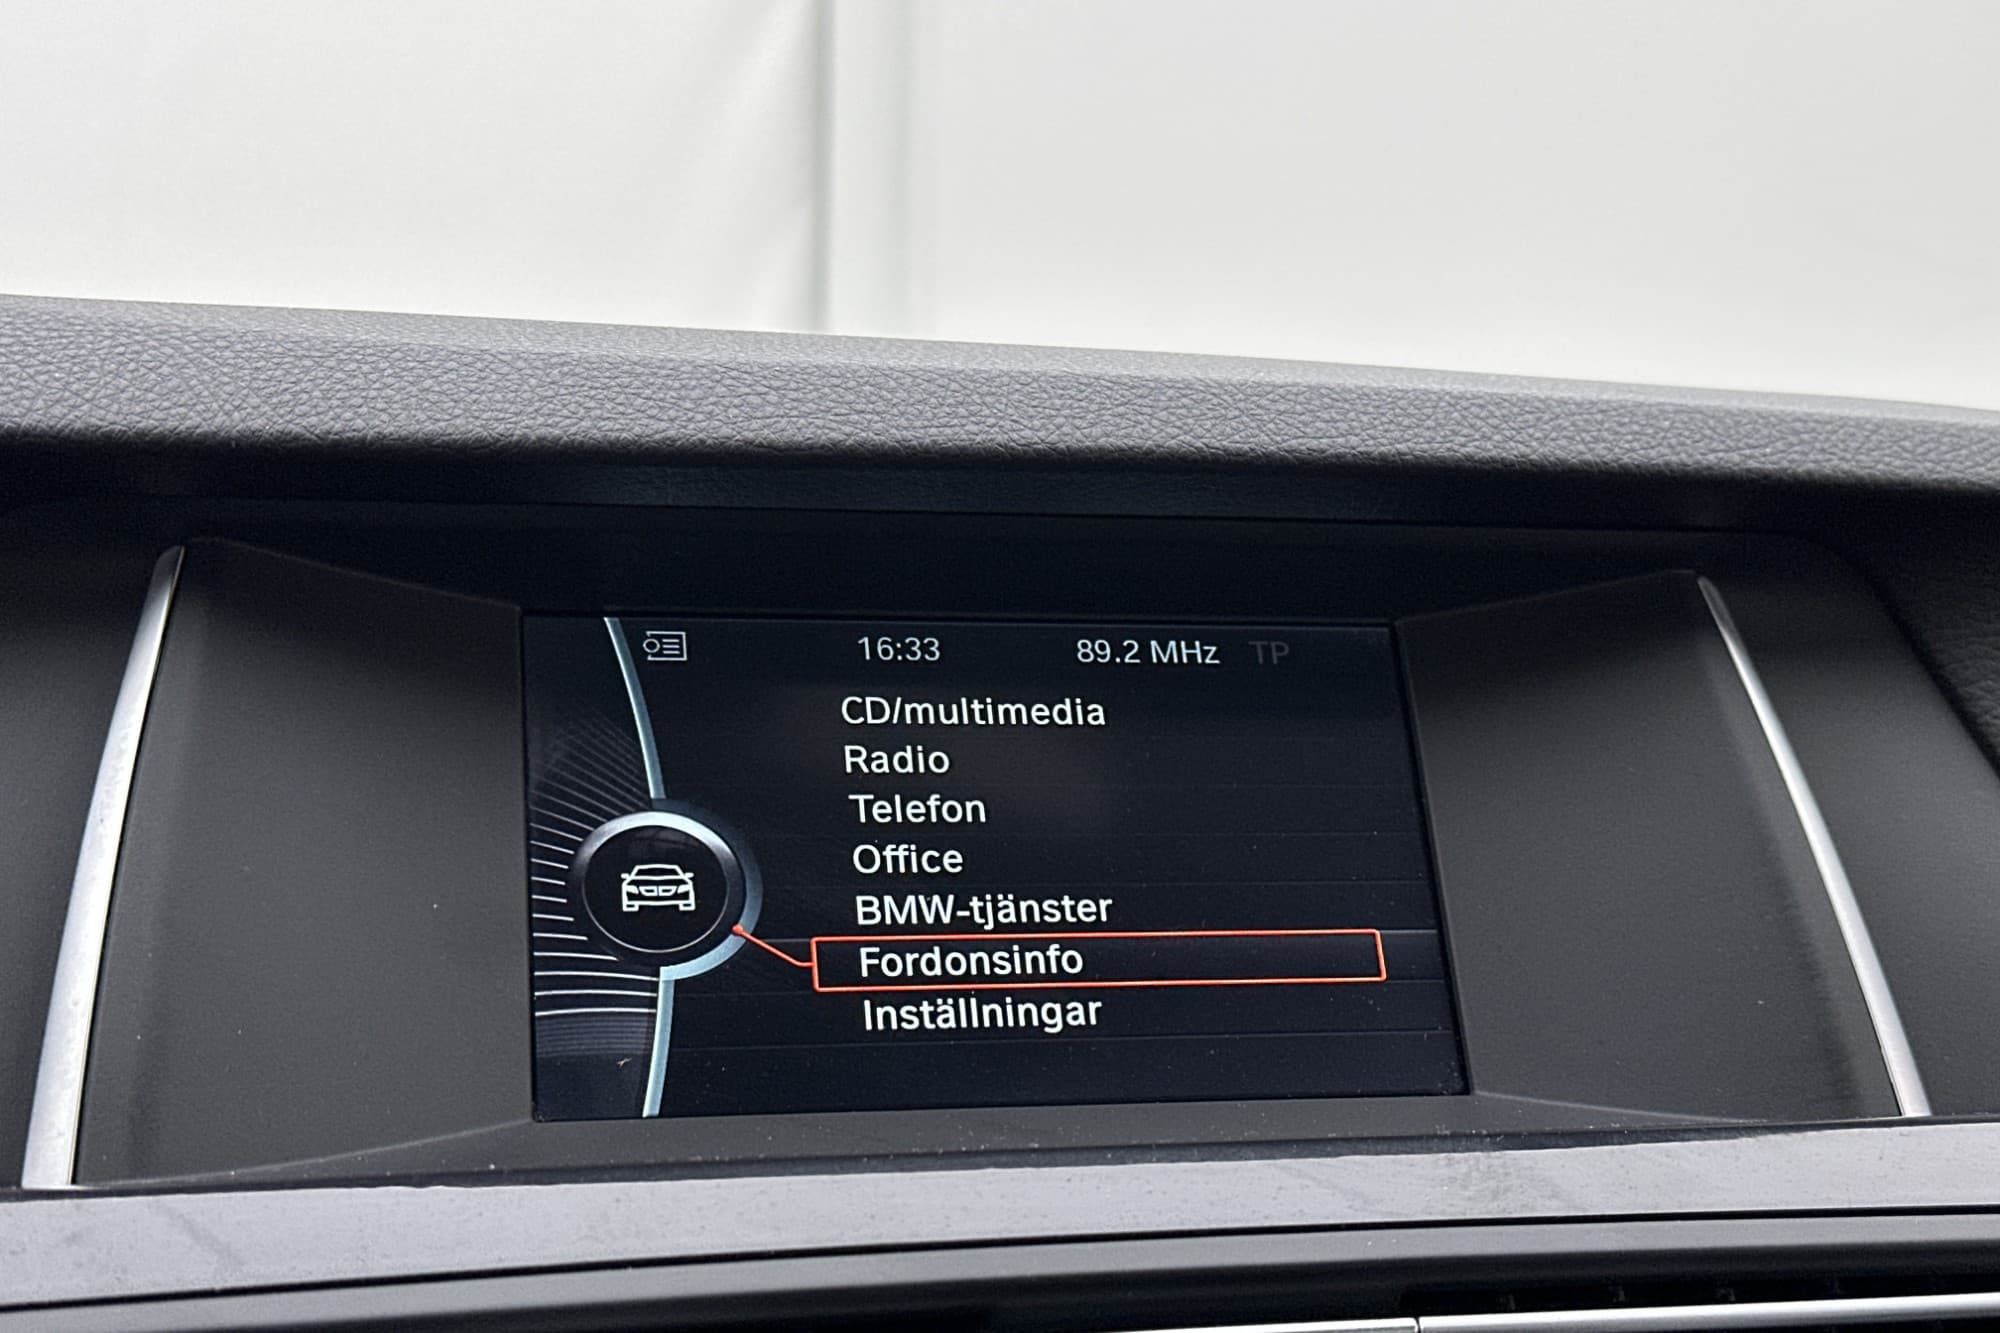 16:33 89.2 MHz TP
CD/multimedia
Radio
Telefon
Office
BMW-tjänster
Fordonsinfo
Inställningar